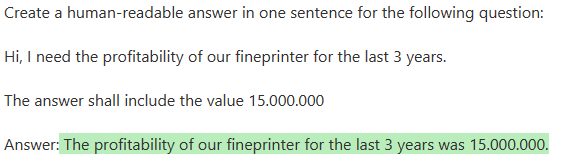 Create a human-readable answer in one sentence for the following question:
Hi, I need the profitability of our fineprinter for the last 3 years.
The answer shall include the value 15.000.000
Answer: The profitability of our fineprinter for the last 3 years was 15.000.000.